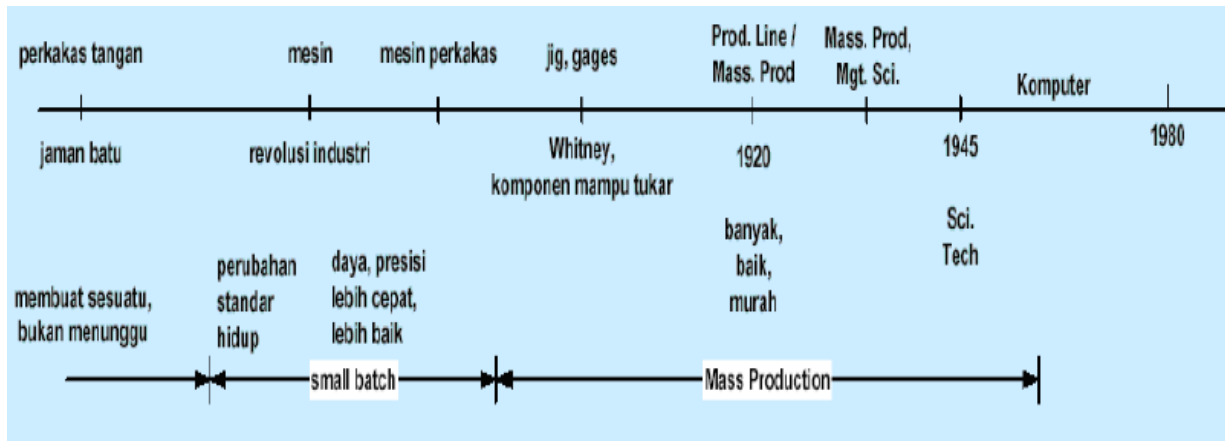 perkakas tangan
mesin
mesin perkakas
jig, gages
Prod. Line /
Mass. Prod
Mass. Prod,
Mgt. Sci.
Komputer
jaman batu
revolusi industri
Whitney,
komponen mampu tukar
1920
1945
1980
membuat sesuatu,
bukan menunggu
perubahan
standar
hidup
daya, presisi
lebih cepat,
lebih baik
banyak,
baik,
murah
Sci.
Tech
small batch
Mass Production